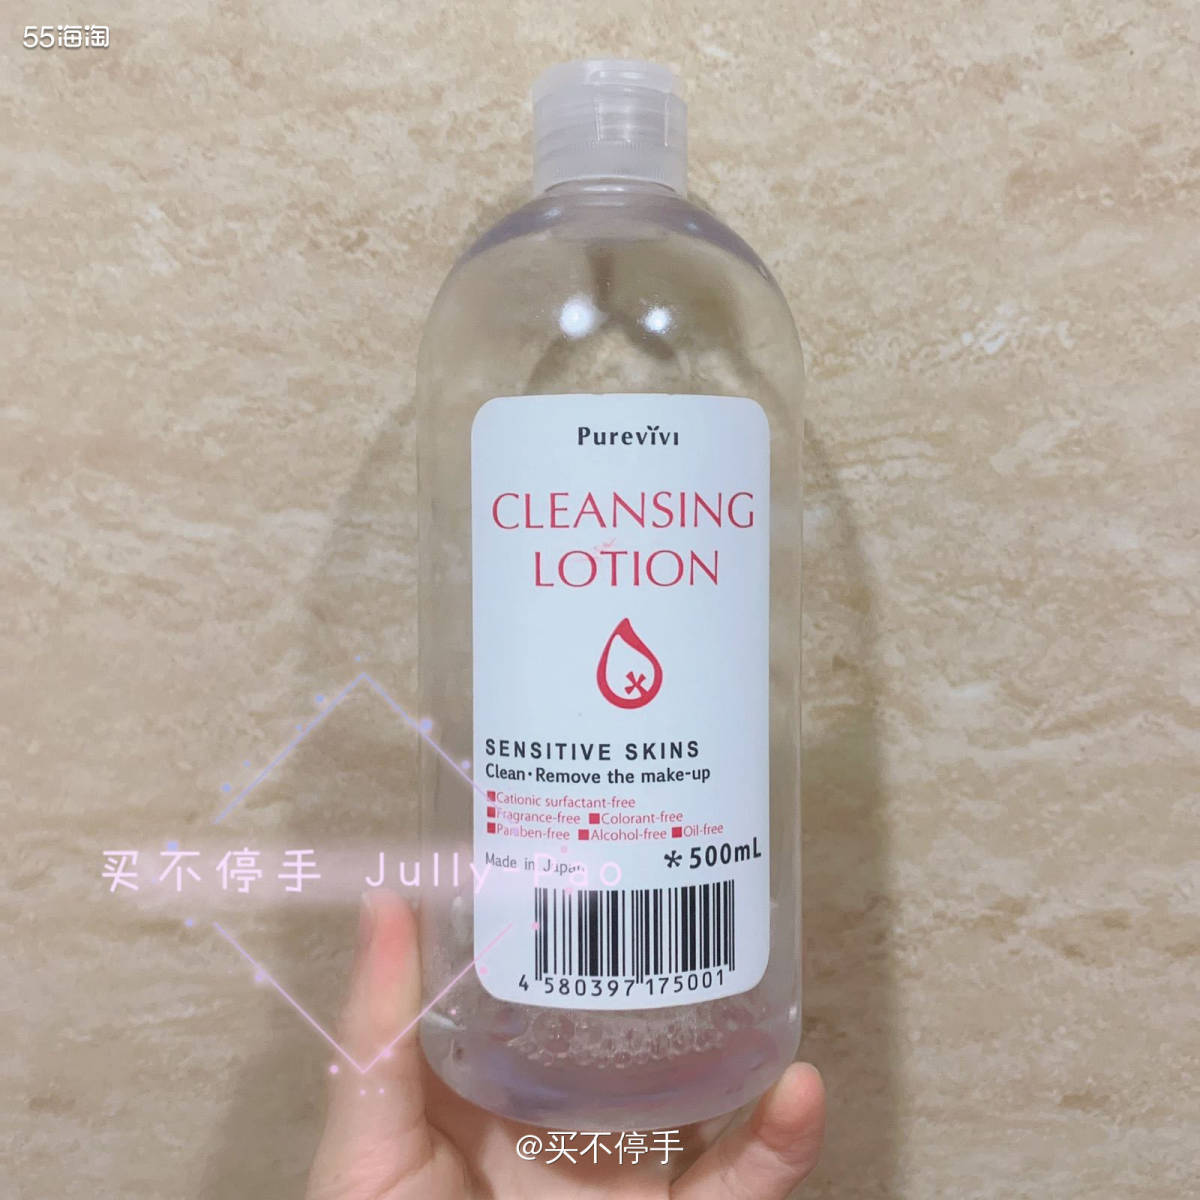 55海淘
Purevivi
CLEANSING
LOTION
SENSITIVE SKINS
Clean・Remove the make-up
■Cationic surfactant-free
■Fragrance-free ■Colorant-free
■Paraben-free ■Alcohol-free ■Oil-free
Made in Japan *500mL
买不停手 Jully-Pao
4 580397 175001
@买不停手